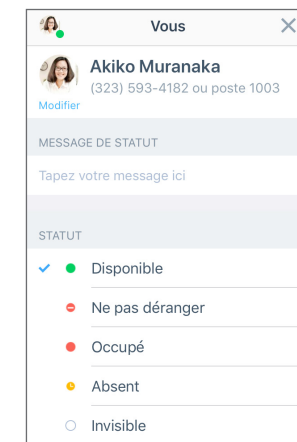 Vous
Akiko Muranaka
(323) 593-4182 ou poste 1003
Modifier
MESSAGE DE STATUT
Tapez votre message ici
STATUT
Disponible
Ne pas déranger
Occupé
Absent
Invisible